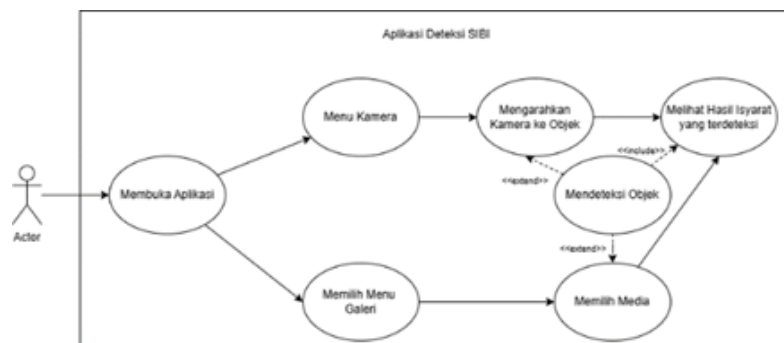 Aplikasi Deteksi SIBI
Menu Kamera
Mengarahkan
Kamera ke Objek
Melihat Hasil Isyarat
yang terdeteksi
<<include>>
<<extend>>
Membuka Aplikasi
Mendeteksi Objek
Actor
<<extend>>
Memilih Menu
Galeri
Memilih Media